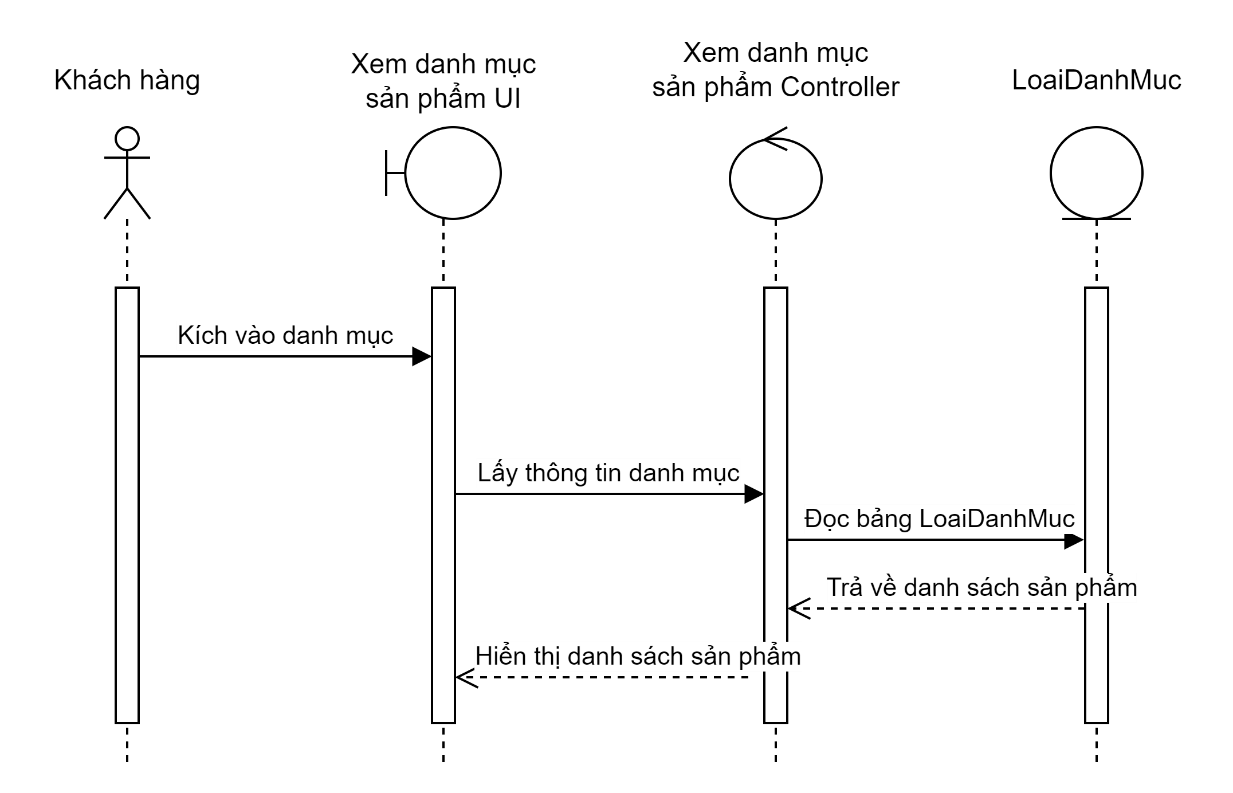 Khách hàng
Xem danh mục
sản phẩm UI
Xem danh mục
sản phẩm Controller
LoaiDanhMuc
Kích vào danh mục
Lấy thông tin danh mục
Đọc bảng LoaiDanhMuc
Trả về danh sách sản phẩm
Hiển thị danh sách sản phẩm